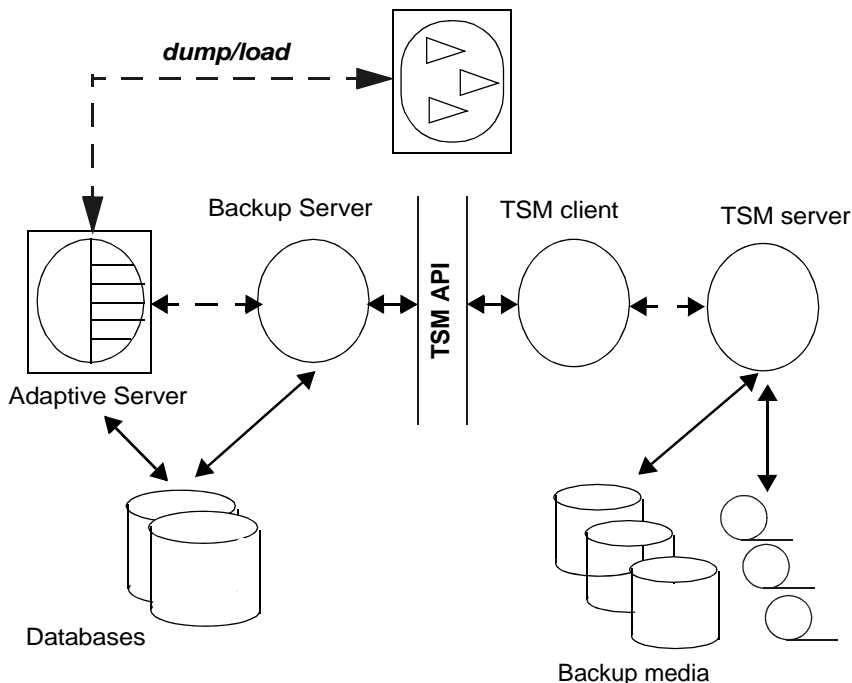 dump/load
Backup Server
TSM client
TSM server
TSM API
Adaptive Server
Databases
Backup media